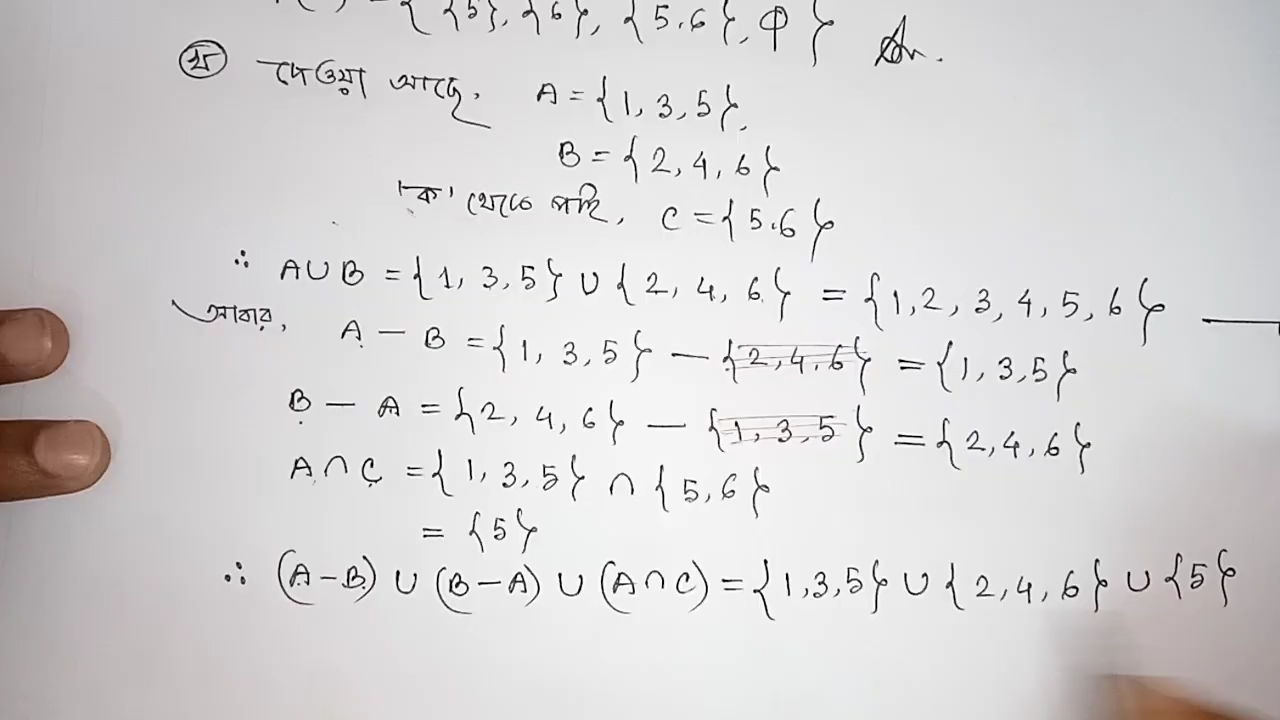 { {5}, {6}, {5.6}, φ } An.
(খ) দেওয়া আছে, A = {1, 3, 5},
B = {2, 4, 6}
'ক' থেকে পাই, C = {5.6}
∴ A∪B = {1, 3, 5} ∪ {2, 4, 6} = {1, 2, 3, 4, 5, 6} —
আবার, A — B = {1, 3, 5} — {2, 4, 6} = {1, 3, 5}
B — A = {2, 4, 6} — {1, 3, 5} = {2, 4, 6}
A ∩ C = {1, 3, 5} ∩ {5, 6}
= {5}
∴ (A – B) ∪ (B – A) ∪ (A ∩ C) = {1, 3, 5} ∪ {2, 4, 6} ∪ {5}